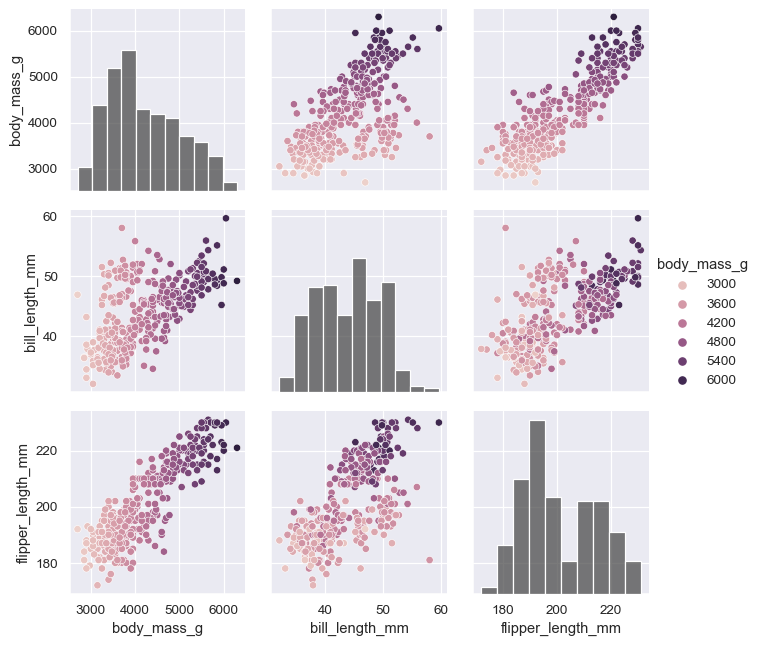 body_mass_g
6000
5000
4000
3000
bill_length_mm
60
50
40
body_mass_g
3000
3600
4200
4800
5400
6000
flipper_length_mm
220
200
180
3000 4000 5000 6000 40 50 60 180 200 220
body_mass_g bill_length_mm flipper_length_mm